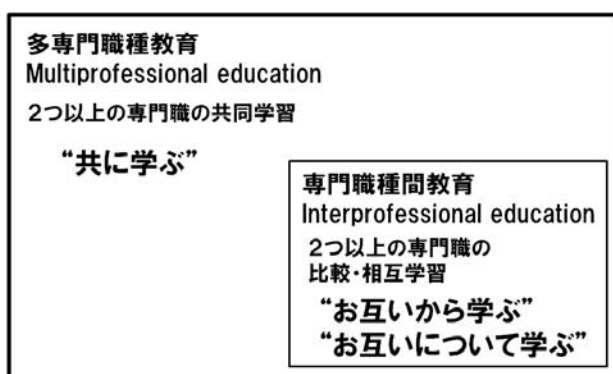 多専門職種教育
Multiprofessional education
2つ以上の専門職の共同学習
“共に学ぶ”
専門職種間教育
Interprofessional education
2つ以上の専門職の
比較・相互学習
“お互いから学ぶ”
“お互いについて学ぶ”